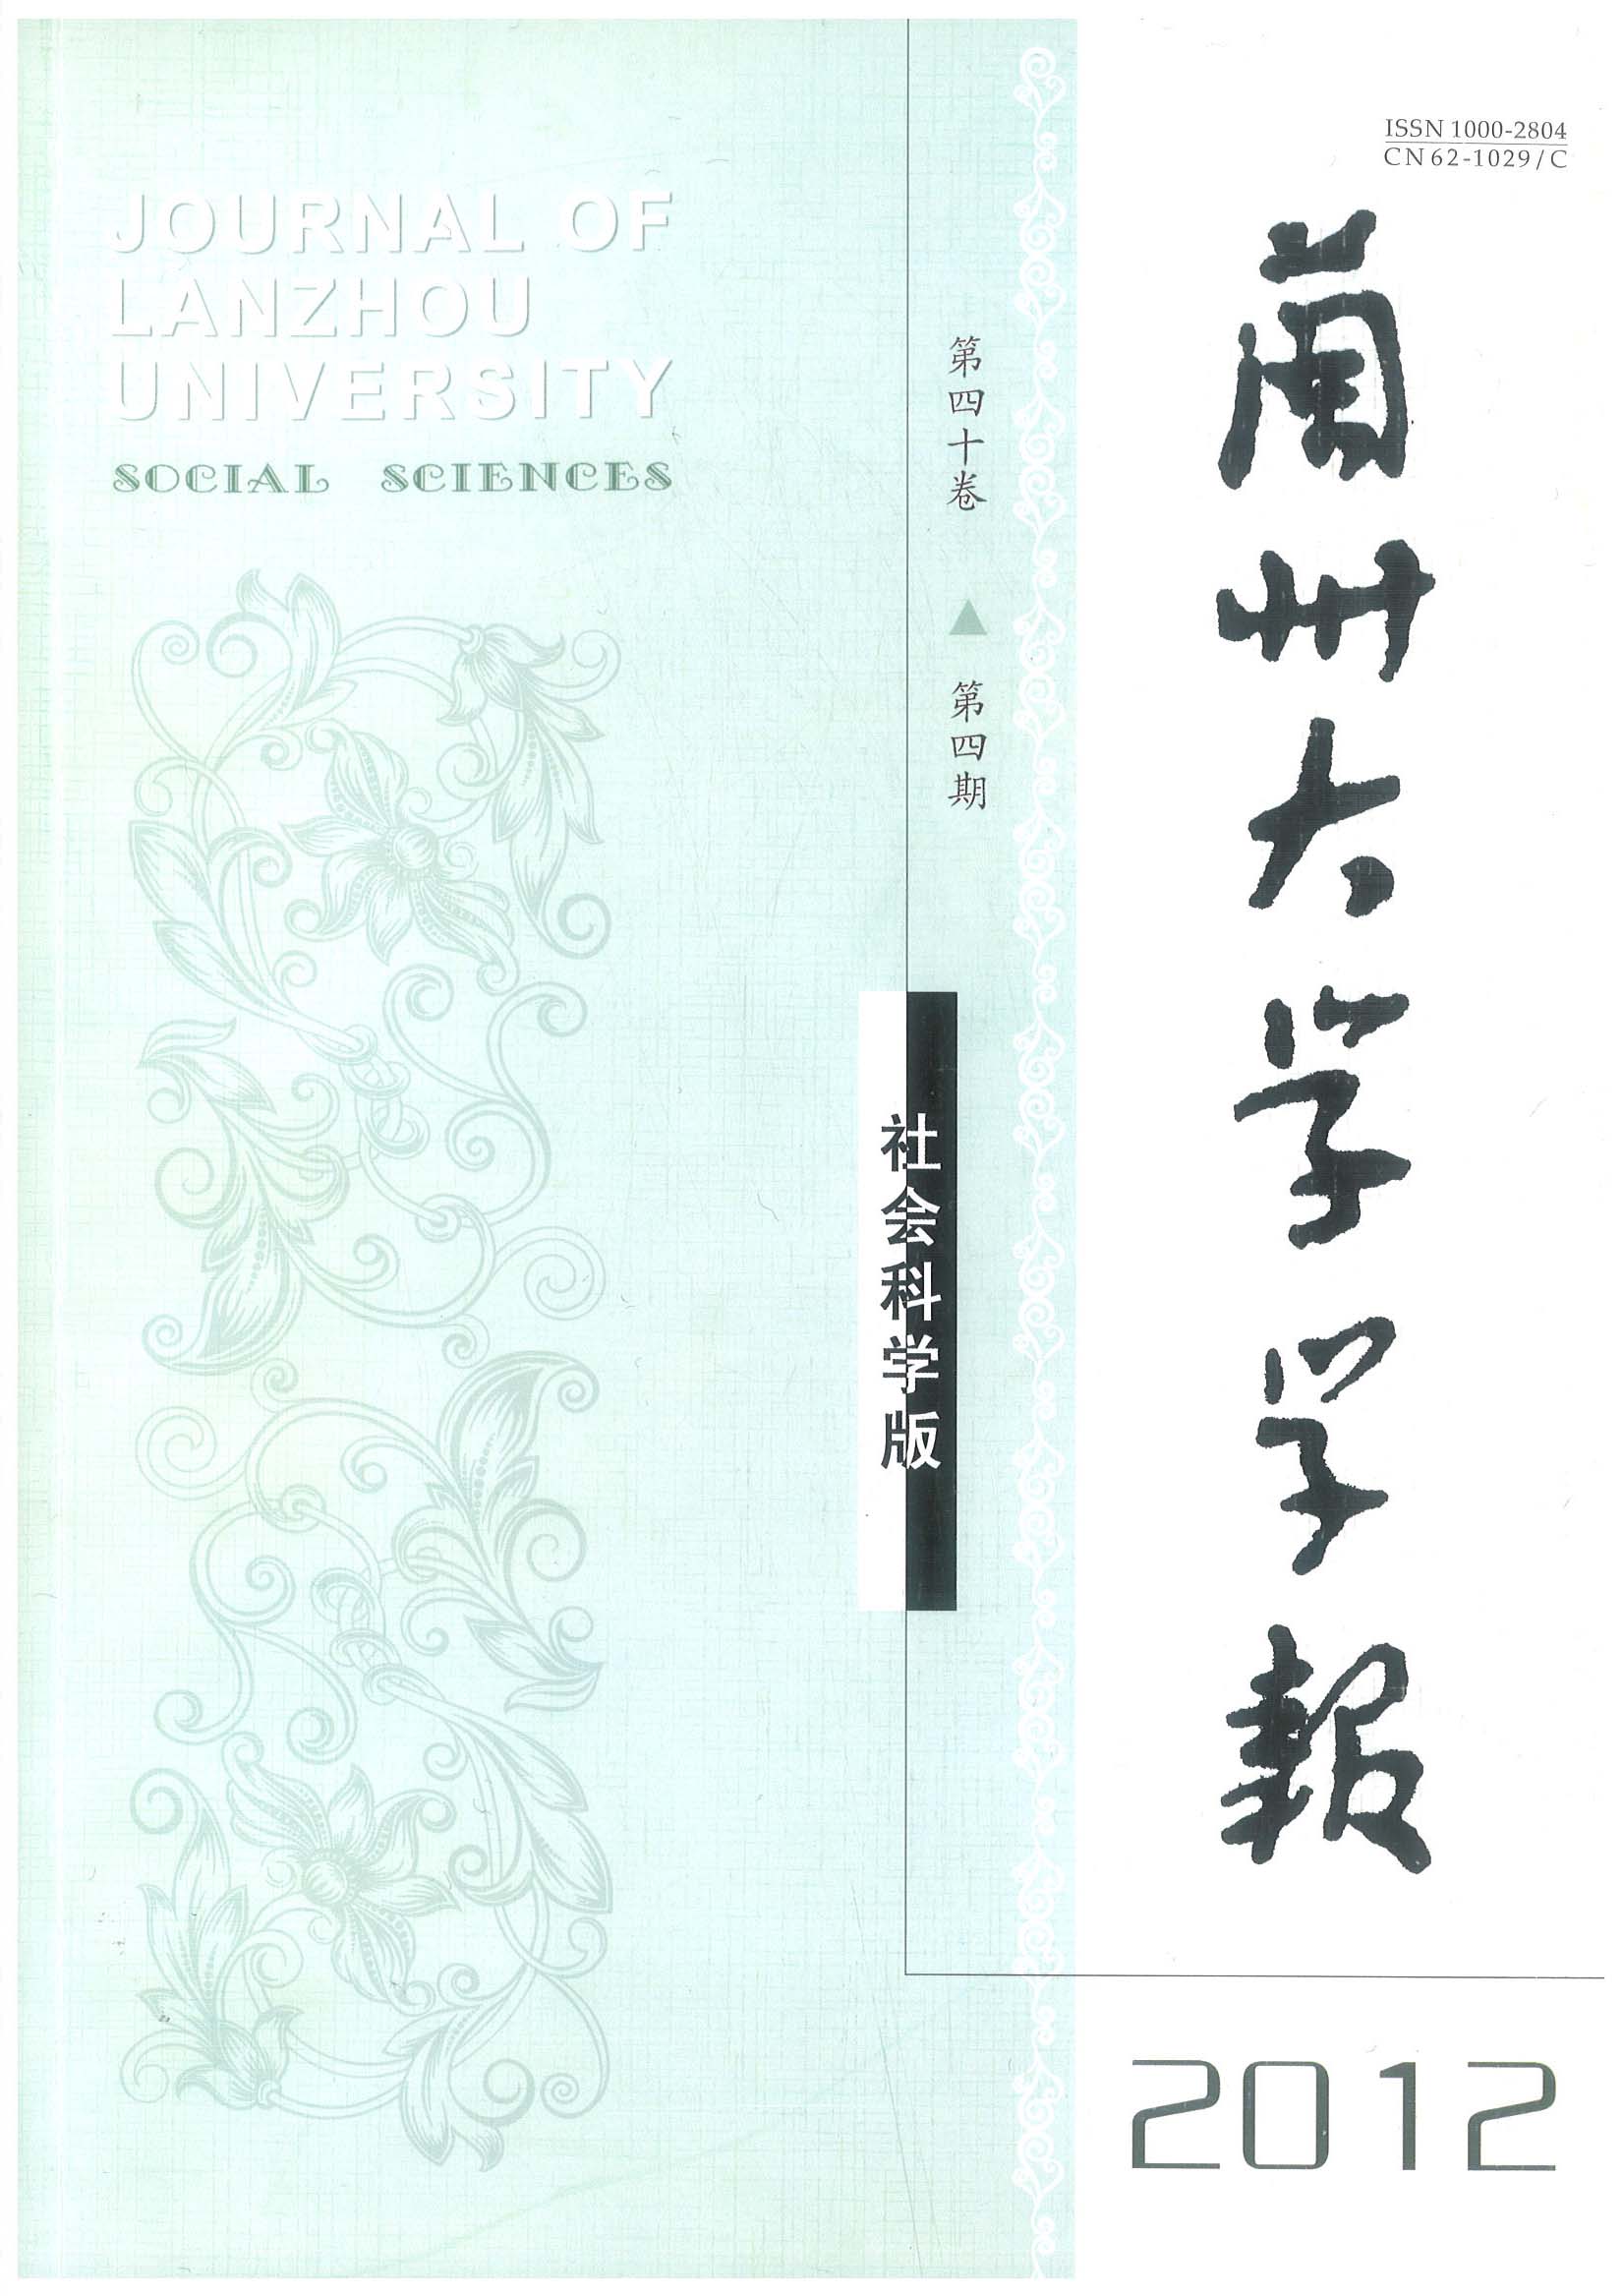 ISSN 1000-2804
CN 62-1029/C
JOURNAL OF
LANZHOU
UNIVERSITY
SOCIAL SCIENCES
第四十卷 ▲ 第四期
社会科学版
蘭州大学学報
2012